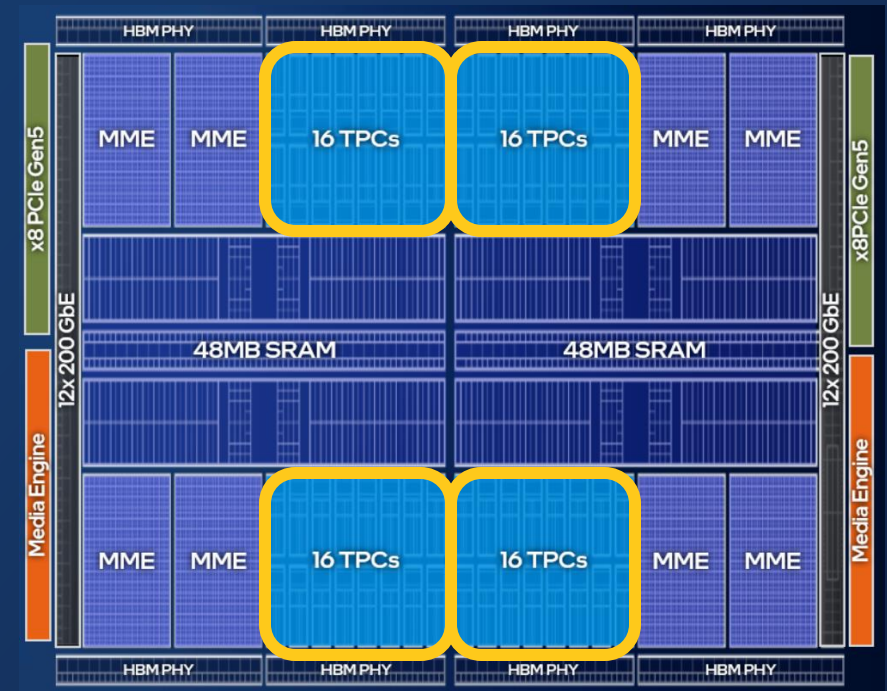 HBM PHY
HBM PHY
HBM PHY
HBM PHY
x8 PCIe Gen5
MME
MME
16 TPCs
16 TPCs
MME
MME
x8PCIe Gen5
12x 200 GbE
48MB SRAM
48MB SRAM
12x 200 GbE
Media Engine
MME
MME
16 TPCs
16 TPCs
MME
MME
Media Engine
HBM PHY
HBM PHY
HBM PHY
HBM PHY